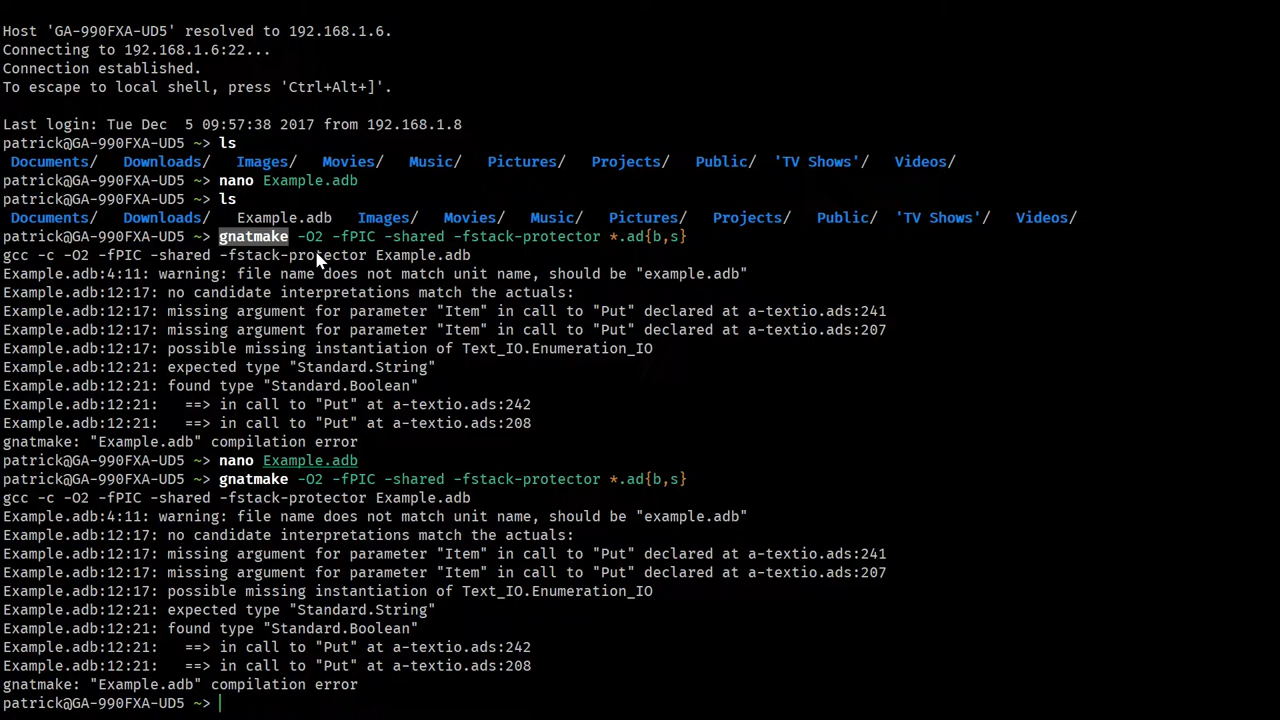 Host 'GA-990FXA-UD5' resolved to 192.168.1.6.
Connecting to 192.168.1.6:22...
Connection established.
To escape to local shell, press 'Ctrl+Alt+]'.
Last login: Tue Dec  5 09:57:38 2017 from 192.168.1.8
patrick@GA-990FXA-UD5 ~> ls
Documents/   Downloads/   Images/   Movies/   Music/   Pictures/   Projects/   Public/  'TV Shows'/   Videos/
patrick@GA-990FXA-UD5 ~> nano Example.adb
patrick@GA-990FXA-UD5 ~> ls
Documents/   Downloads/   Example.adb   Images/   Movies/   Music/   Pictures/   Projects/   Public/  'TV Shows'/   Videos/
patrick@GA-990FXA-UD5 ~> gnatmake -O2 -fPIC -shared -fstack-protector *.ad{b,s}
gcc -c -O2 -fPIC -shared -fstack-protector Example.adb
Example.adb:4:11: warning: file name does not match unit name, should be "example.adb"
Example.adb:12:17: no candidate interpretations match the actuals:
Example.adb:12:17: missing argument for parameter "Item" in call to "Put" declared at a-textio.ads:241
Example.adb:12:17: missing argument for parameter "Item" in call to "Put" declared at a-textio.ads:207
Example.adb:12:17: possible missing instantiation of Text_IO.Enumeration_IO
Example.adb:12:21: expected type "Standard.String"
Example.adb:12:21: found type "Standard.Boolean"
Example.adb:12:21:   ==> in call to "Put" at a-textio.ads:242
Example.adb:12:21:   ==> in call to "Put" at a-textio.ads:208
gnatmake: "Example.adb" compilation error
patrick@GA-990FXA-UD5 ~> nano Example.adb
patrick@GA-990FXA-UD5 ~> gnatmake -O2 -fPIC -shared -fstack-protector *.ad{b,s}
gcc -c -O2 -fPIC -shared -fstack-protector Example.adb
Example.adb:4:11: warning: file name does not match unit name, should be "example.adb"
Example.adb:12:17: no candidate interpretations match the actuals:
Example.adb:12:17: missing argument for parameter "Item" in call to "Put" declared at a-textio.ads:241
Example.adb:12:17: missing argument for parameter "Item" in call to "Put" declared at a-textio.ads:207
Example.adb:12:17: possible missing instantiation of Text_IO.Enumeration_IO
Example.adb:12:21: expected type "Standard.String"
Example.adb:12:21: found type "Standard.Boolean"
Example.adb:12:21:   ==> in call to "Put" at a-textio.ads:242
Example.adb:12:21:   ==> in call to "Put" at a-textio.ads:208
gnatmake: "Example.adb" compilation error
patrick@GA-990FXA-UD5 ~>